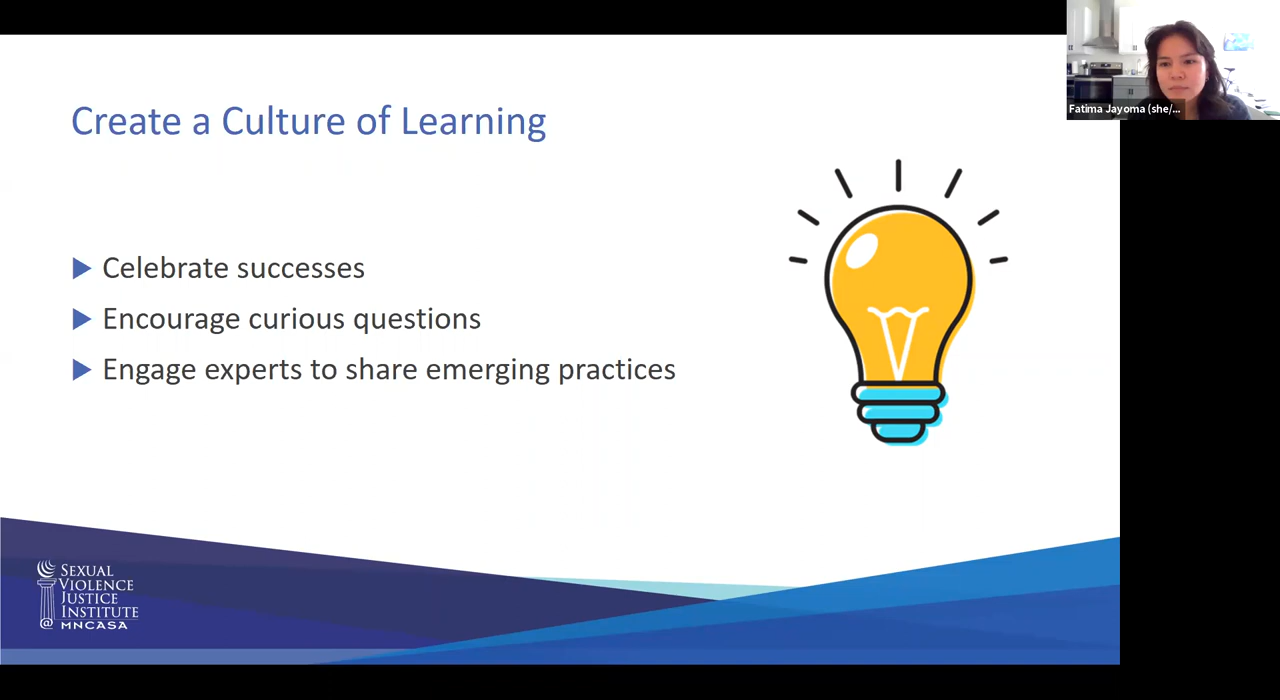 Create a Culture of Learning
Celebrate successes
Encourage curious questions
Engage experts to share emerging practices
Fatima Jayoma (she/...
SEXUAL
VIOLENCE
JUSTICE
INSTITUTE
@ MNCASA